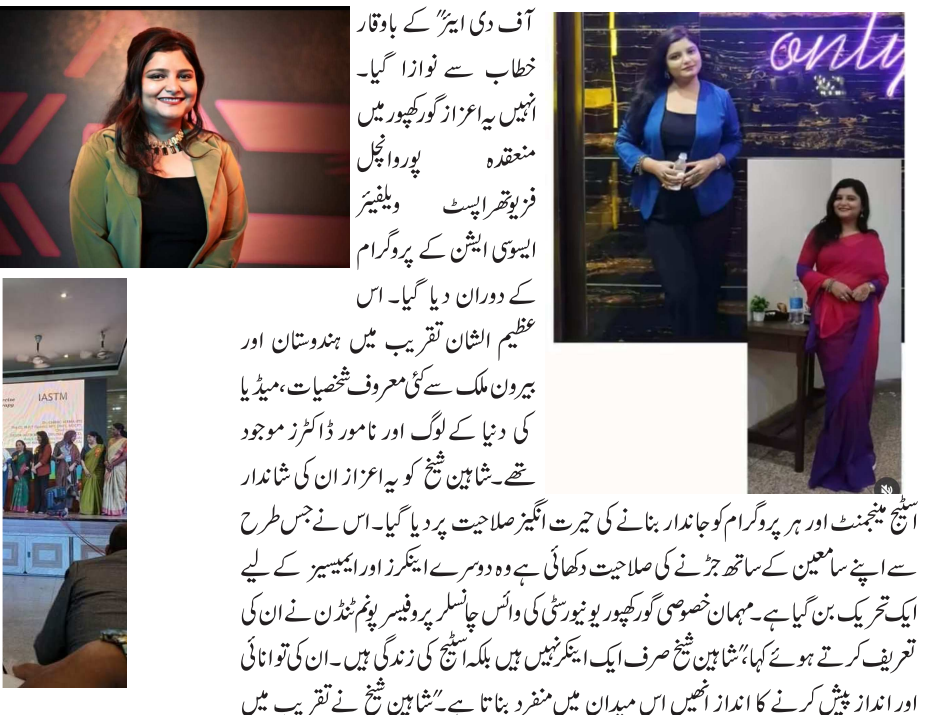 آف دی ایئر” کے باوقار
خطاب سے نوازا گیا۔
انہیں یہ اعزاز گورکھپور میں
منعقدہ پوروانچل
فزیوتھراپسٹ ویلفیئر
ایسوسی ایشن کے پروگرام
کے دوران دیا گیا۔ اس
عظیم الشان تقریب میں ہندوستان اور
بیرون ملک سے کئی معروف شخصیات، میڈیا
کی دنیا کے لوگ اور نامور ڈاکٹرز موجود
تھے۔ شاہین شیخ کو یہ اعزاز ان کی شاندار
اسٹیج مینجمنٹ اور ہر پروگرام کو جاندار بنانے کی حیرت انگیز صلاحیت پر دیا گیا۔ اس نے جس طرح
سے اپنے سامعین کے ساتھ جڑنے کی صلاحیت دکھائی ہے وہ دوسرے اینکرز اور ایمیسیز کے لیے
ایک تحریک بن گیا ہے۔ مہمان خصوصی گورکھپور یونیورسٹی کی وائس چانسلر پروفیسر پونم ٹنڈن نے ان کی
تعریف کرتے ہوئے کہا، ”شاہین شیخ صرف ایک اینکر نہیں ہیں بلکہ اسٹیج کی زندگی ہیں۔ ان کی توانائی
اور انداز پیش کرنے کا انداز انھیں اس میدان میں منفرد بناتا ہے۔“ شاہین شیخ نے تقریب میں
only
IASTM